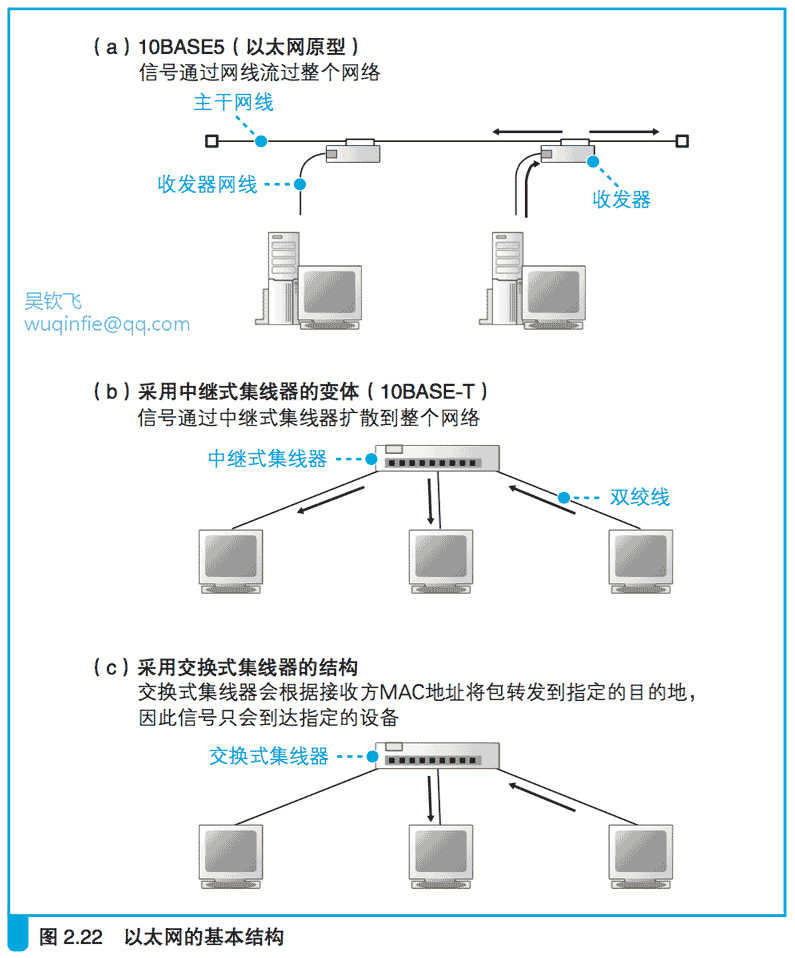 （a）10BASE5（以太网原型）
信号通过网线流过整个网络
主干网线
收发器网线
收发器
吴钦飞
wuqinfie@qq.com
（b）采用中继式集线器的变体（10BASE-T）
信号通过中继式集线器扩散到整个网络
中继式集线器
双绞线
（c）采用交换式集线器的结构
交换式集线器会根据接收方MAC地址将包转发到指定的目的地，
因此信号只会到达指定的设备
交换式集线器
图 2.22 以太网的基本结构